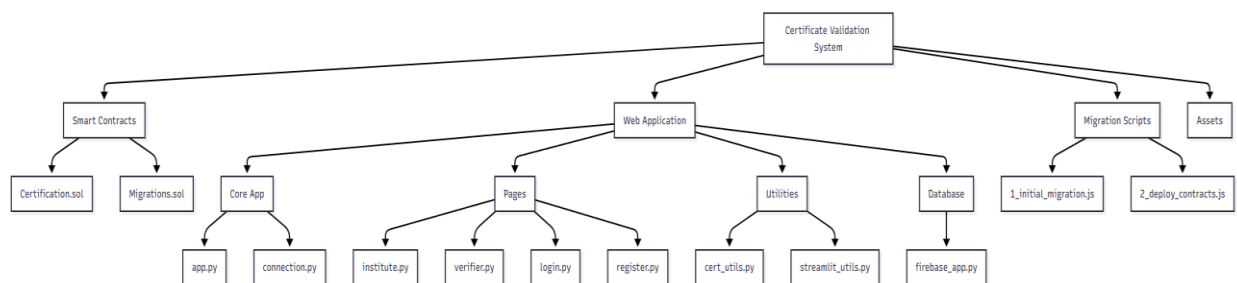 Certificate Validation
System
Smart Contracts
Web Application
Migration Scripts
Assets
Certification.sol
Migrations.sol
Core App
Pages
Utilities
Database
1_initial_migration.js
2_deploy_contracts.js
app.py
connection.py
institute.py
verifier.py
login.py
register.py
cert_utils.py
streamlit_utils.py
firebase_app.py